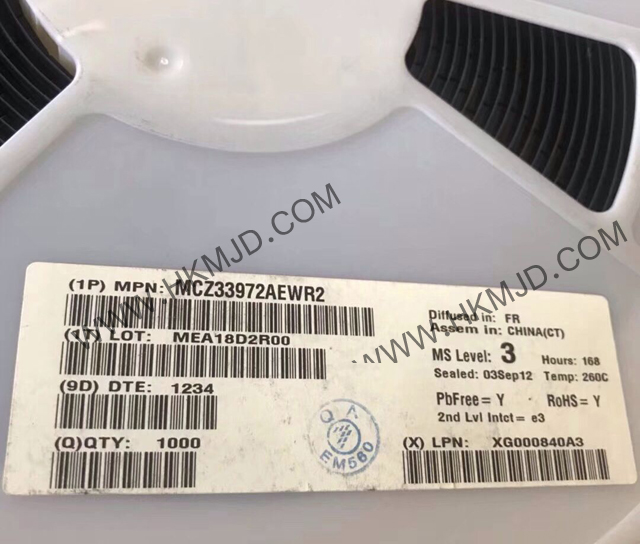 (1P) MPN: MCZ33972AEWR2
(1T) LOT: MEA18D2R00
(9D) DTE: 1234
(Q)QTY: 1000
Diffused in: FR
Assem in: CHINA(CT)
MS Level: 3 Hours: 168
Sealed: 03Sep12 Temp: 260C
PbFree= Y RoHS= Y
2nd Lvl Intct= e3
(X) LPN: XG000840A3
QA
EM560
WWW.HKMJD.COM
WWW.HKMJD.COM